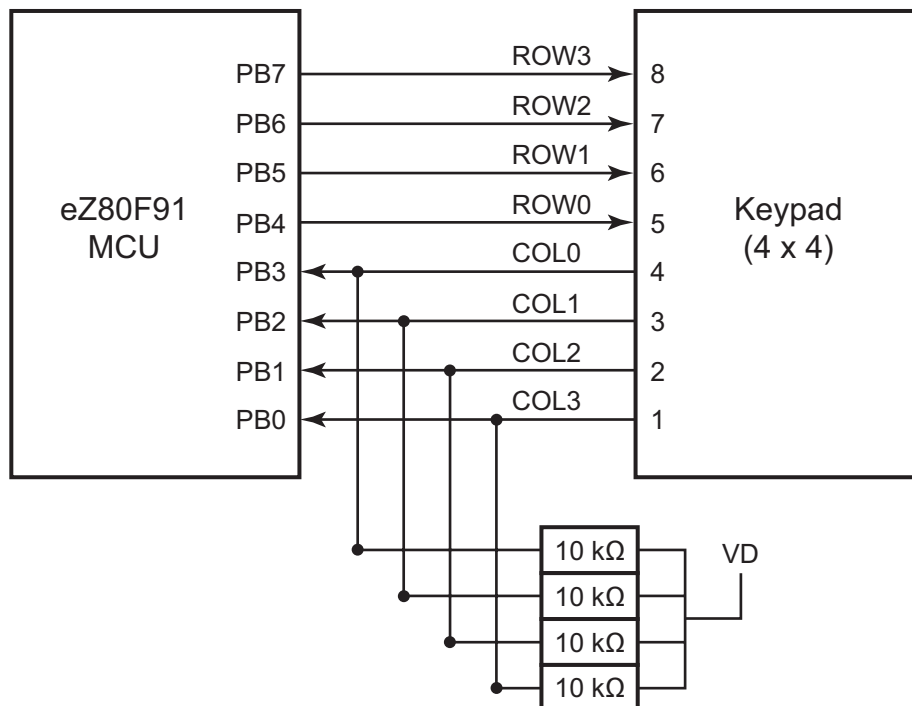 PB7
PB6
PB5
PB4
PB3
PB2
PB1
PB0
eZ80F91
MCU
ROW3
ROW2
ROW1
ROW0
COL0
COL1
COL2
COL3
8
7
6
5
4
3
2
1
Keypad
(4 x 4)
10 kΩ
10 kΩ
10 kΩ
10 kΩ
VD